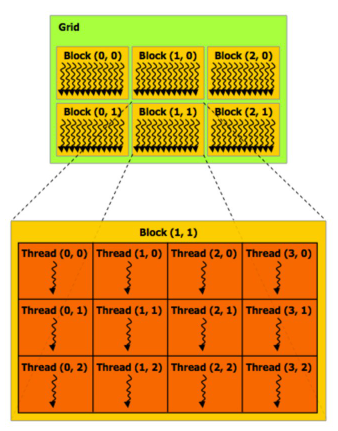 Grid
Block (0, 0) Block (1, 0) Block (2, 0)
Block (0, 1) Block (1, 1) Block (2, 1)
Block (1, 1)
Thread (0, 0) Thread (1, 0) Thread (2, 0) Thread (3, 0)
Thread (0, 1) Thread (1, 1) Thread (2, 1) Thread (3, 1)
Thread (0, 2) Thread (1, 2) Thread (2, 2) Thread (3, 2)